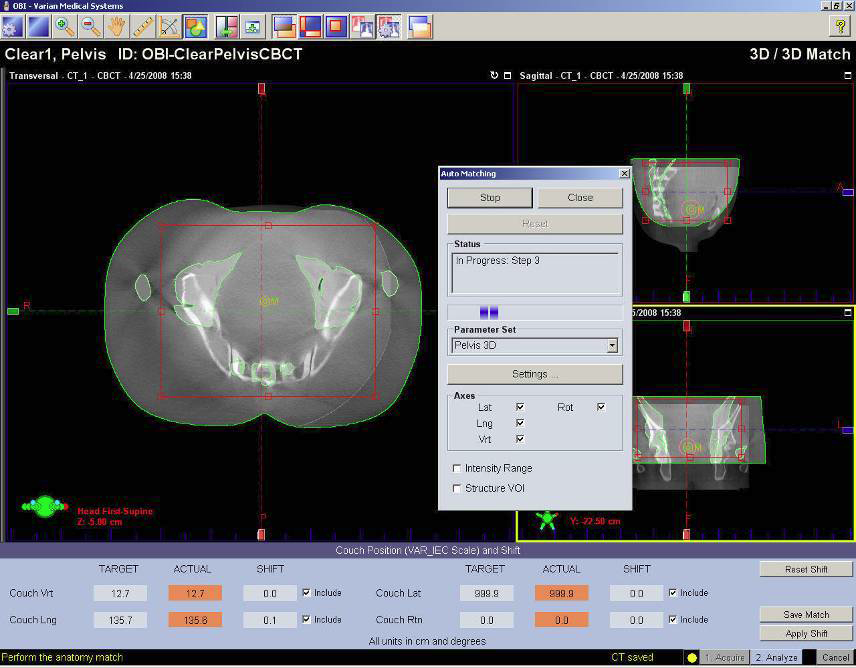 OBI - Varian Medical Systems
Clear1, Pelvis ID: OBI-ClearPelvisCBCT
3D / 3D Match
Transversal - CT_1 - CBCT - 4/25/2008 15:38
Sagittal - CT_1 - CBCT - 4/25/2008 15:38
Auto Matching
Stop
Close
Reset
Status
In Progress: Step 3
Parameter Set
Pelvis 3D
Settings ...
Axes
Lat
Rot
Lng
Vrt
Intensity Range
Structure VOI
R
M
A
M
5/2008 15:38
L
M
Head First-Supine
Z: -5.00 cm
P
F
Y: -22.50 cm
F
Couch Position (VAR_IEC Scale) and Shift
TARGET ACTUAL SHIFT TARGET ACTUAL SHIFT
Couch Vrt 12.7 12.7 0.0 Include Couch Lat 999.9 999.9 0.0 Include
Couch Lng 135.7 135.6 0.1 Include Couch Rtn 0.0 0.0 0.0 Include
All units in cm and degrees
Reset Shift
Save Match
Apply Shift
Perform the anatomy match
CT saved
1. Acquire
2. Analyze
Cancel